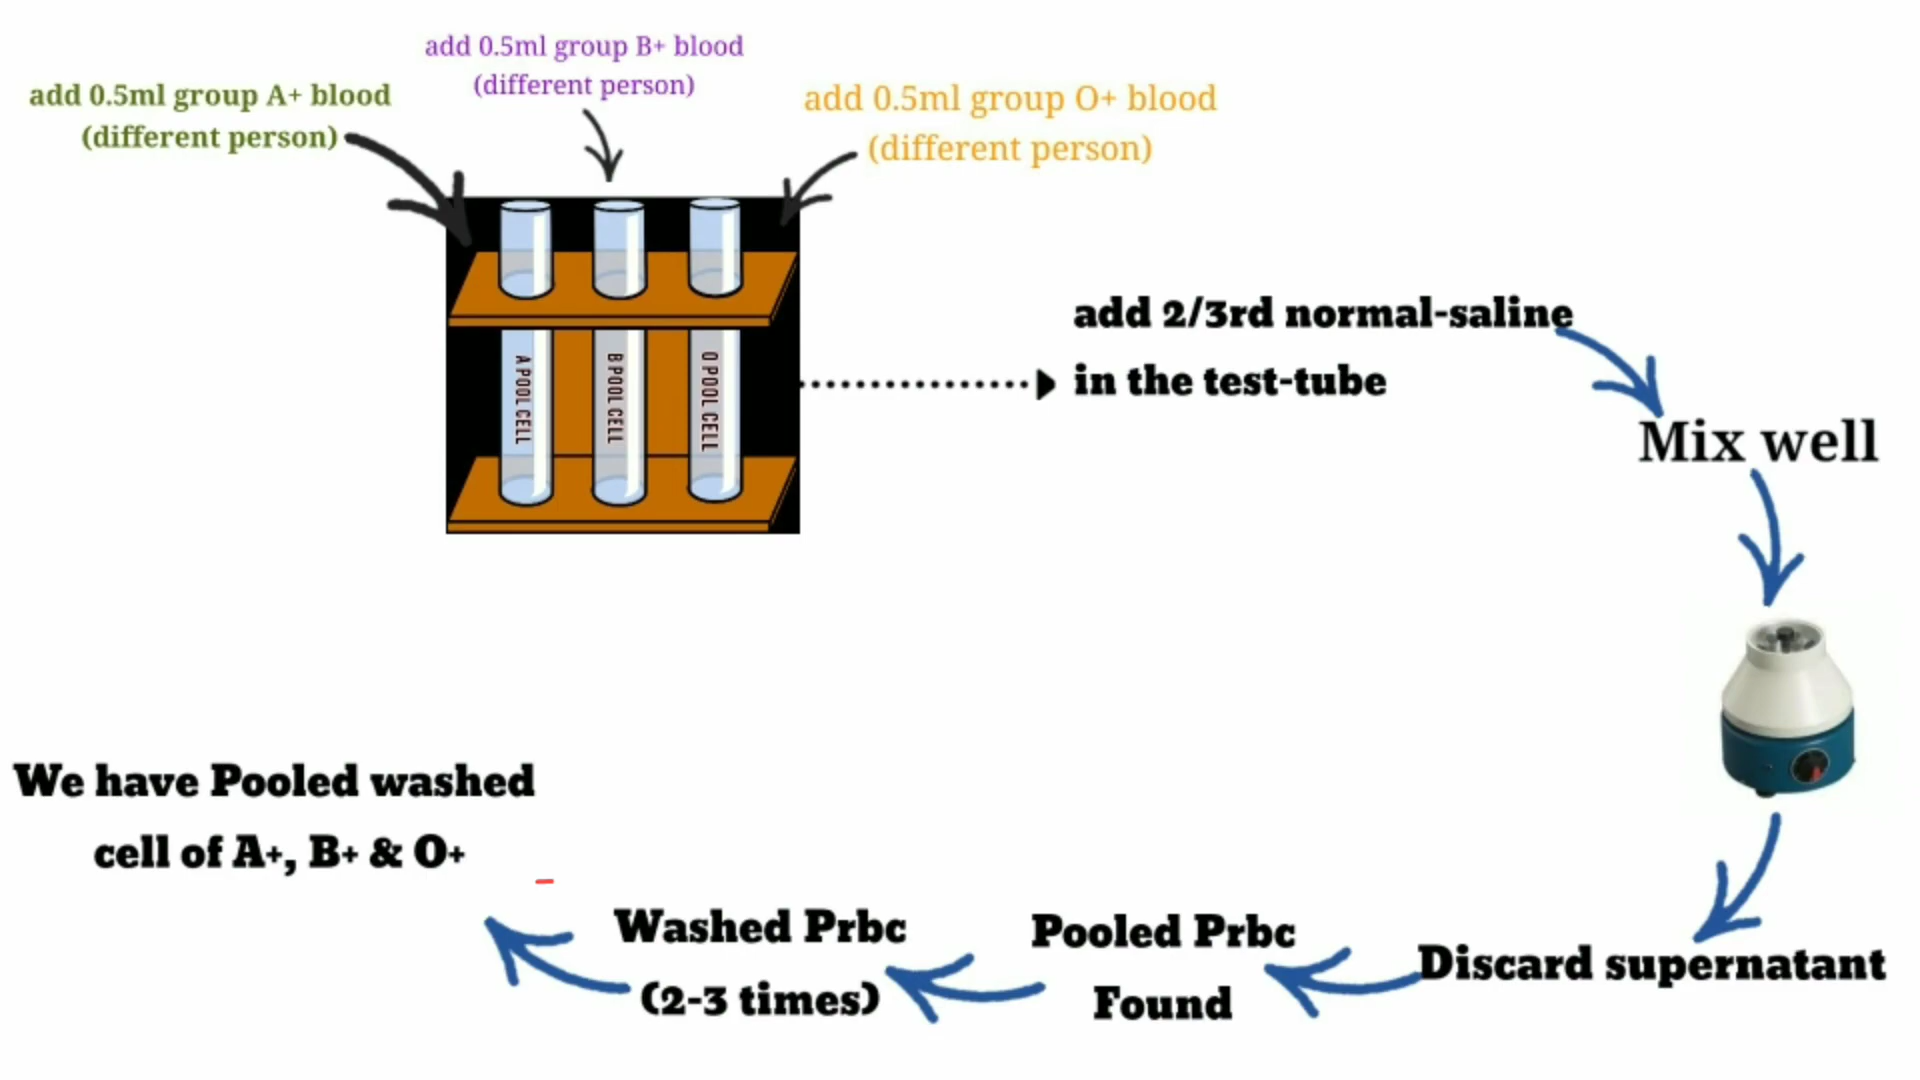 add 0.5ml group B+ blood
(different person)
add 0.5ml group A+ blood
(different person)
add 0.5ml group O+ blood
(different person)
A POOL CELL
B POOL CELL
O POOL CELL
add 2/3rd normal-saline
in the test-tube
Mix well
Discard supernatant
Pooled Prbc
Found
Washed Prbc
(2-3 times)
We have Pooled washed
cell of A+, B+ & O+